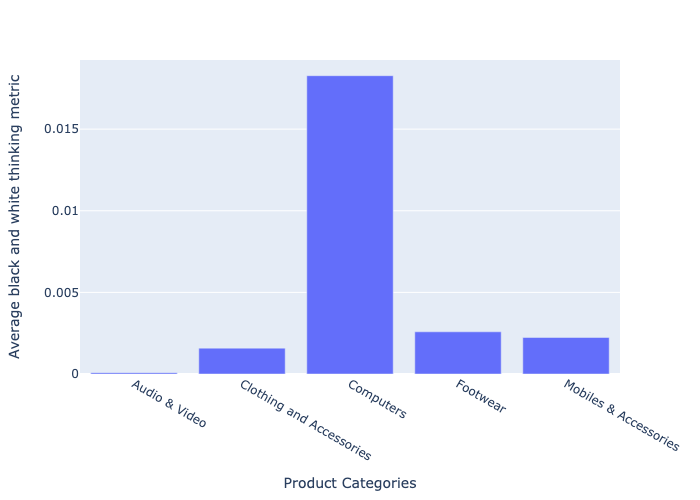 Average black and white thinking metric
0.015
0.01
0.005
0
Audio & Video
Clothing and Accessories
Computers
Footwear
Mobiles & Accessories
Product Categories